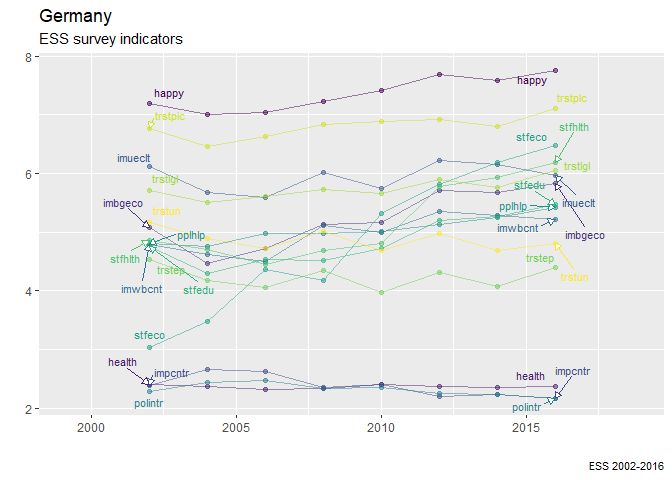 Germany
ESS survey indicators
8
happy
happy
trstplc
trstplc
stfhlth
stfeco
imueclt
trstlgl
6
trstlgl
stfedu
imbgeco
trstun
pplhlp
imueclt
pplhlp
imwbcnt
imbgeco
stfhlth
trstep
trstep
trstun
imwbcnt
stfedu
4
stfeco
health
impcntr
impcntr
health
polintr
polintr
2
2000
2005
2010
2015
ESS 2002-2016